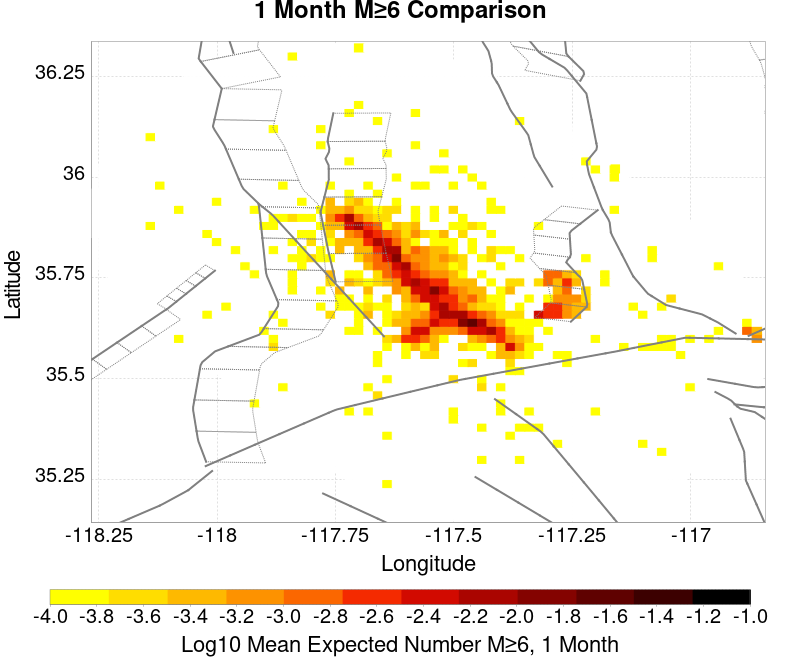 1 Month M≥6 Comparison
36.25
36
35.75
35.5
35.25
Latitude
-118.25 -118 -117.75 -117.5 -117.25 -117
Longitude
-4.0 -3.8 -3.6 -3.4 -3.2 -3.0 -2.8 -2.6 -2.4 -2.2 -2.0 -1.8 -1.6 -1.4 -1.2 -1.0
Log10 Mean Expected Number M≥6, 1 Month